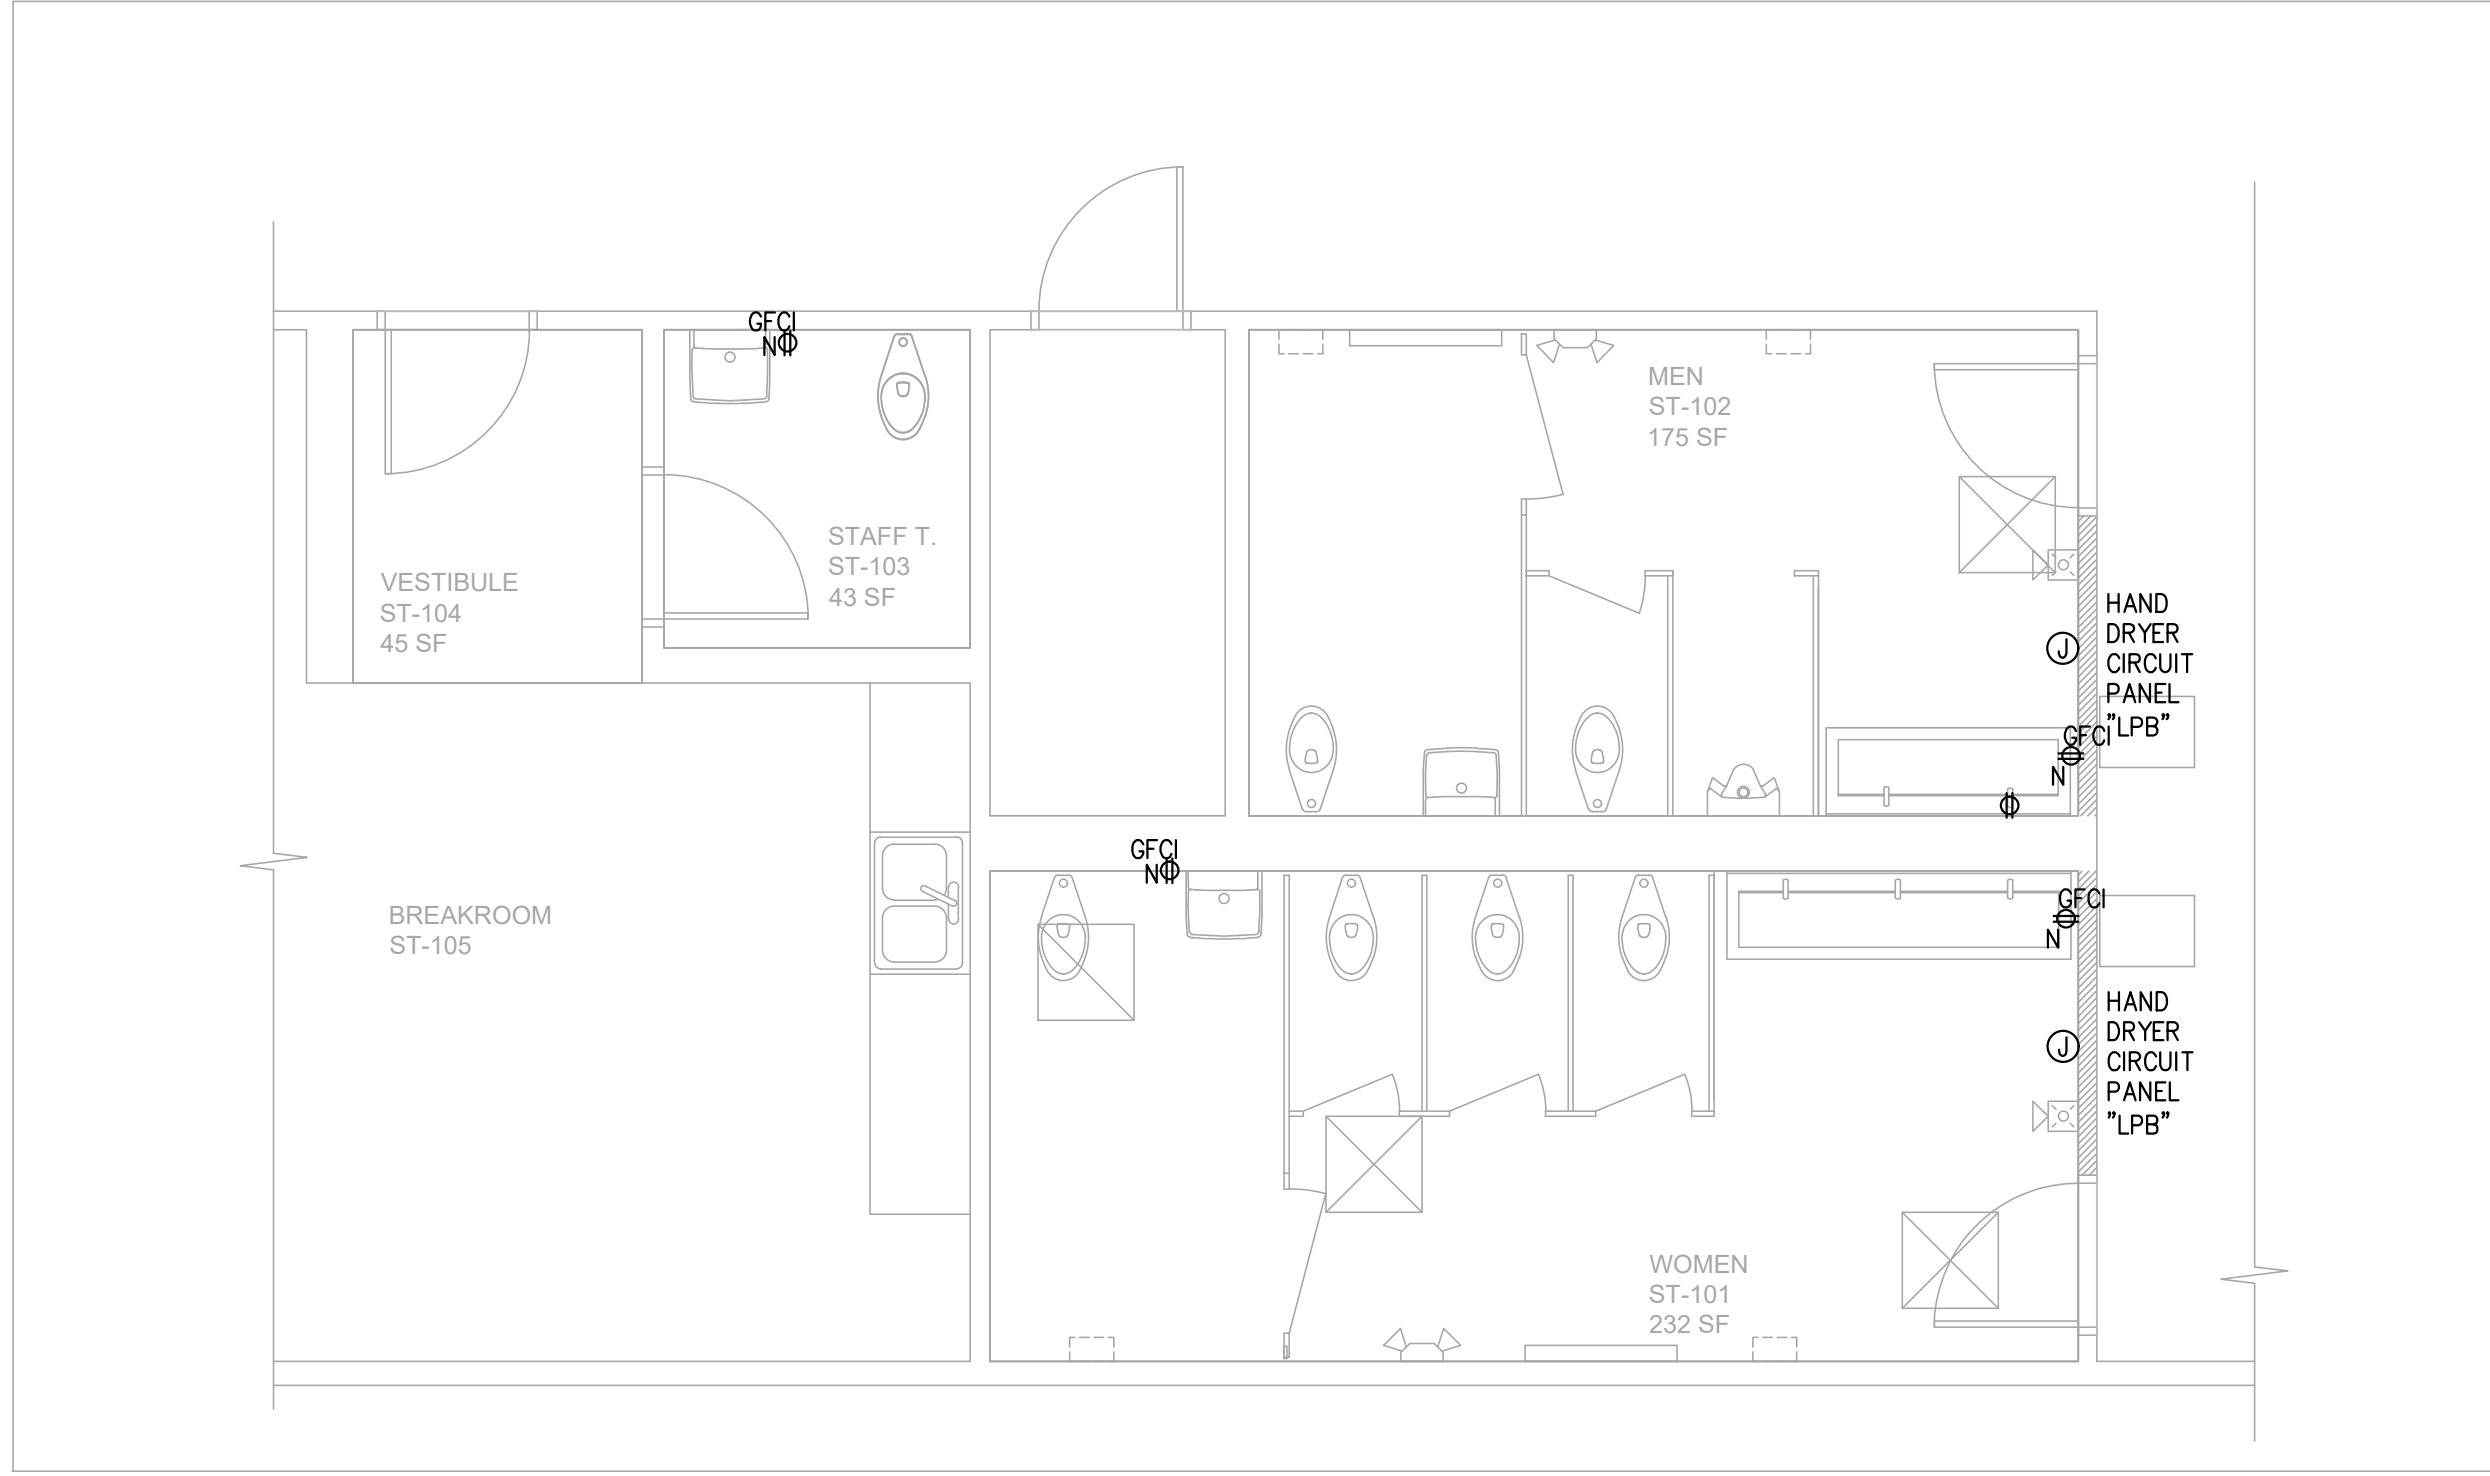 GFCI
N
MEN
ST-102
175 SF
STAFF T.
ST-103
43 SF
VESTIBULE
ST-104
45 SF
HAND
DRYER
CIRCUIT
PANEL
"LPB"
J
GFCI
N
GFCI
N
BREAKROOM
ST-105
GFCI
N
HAND
DRYER
CIRCUIT
PANEL
"LPB"
J
WOMEN
ST-101
232 SF